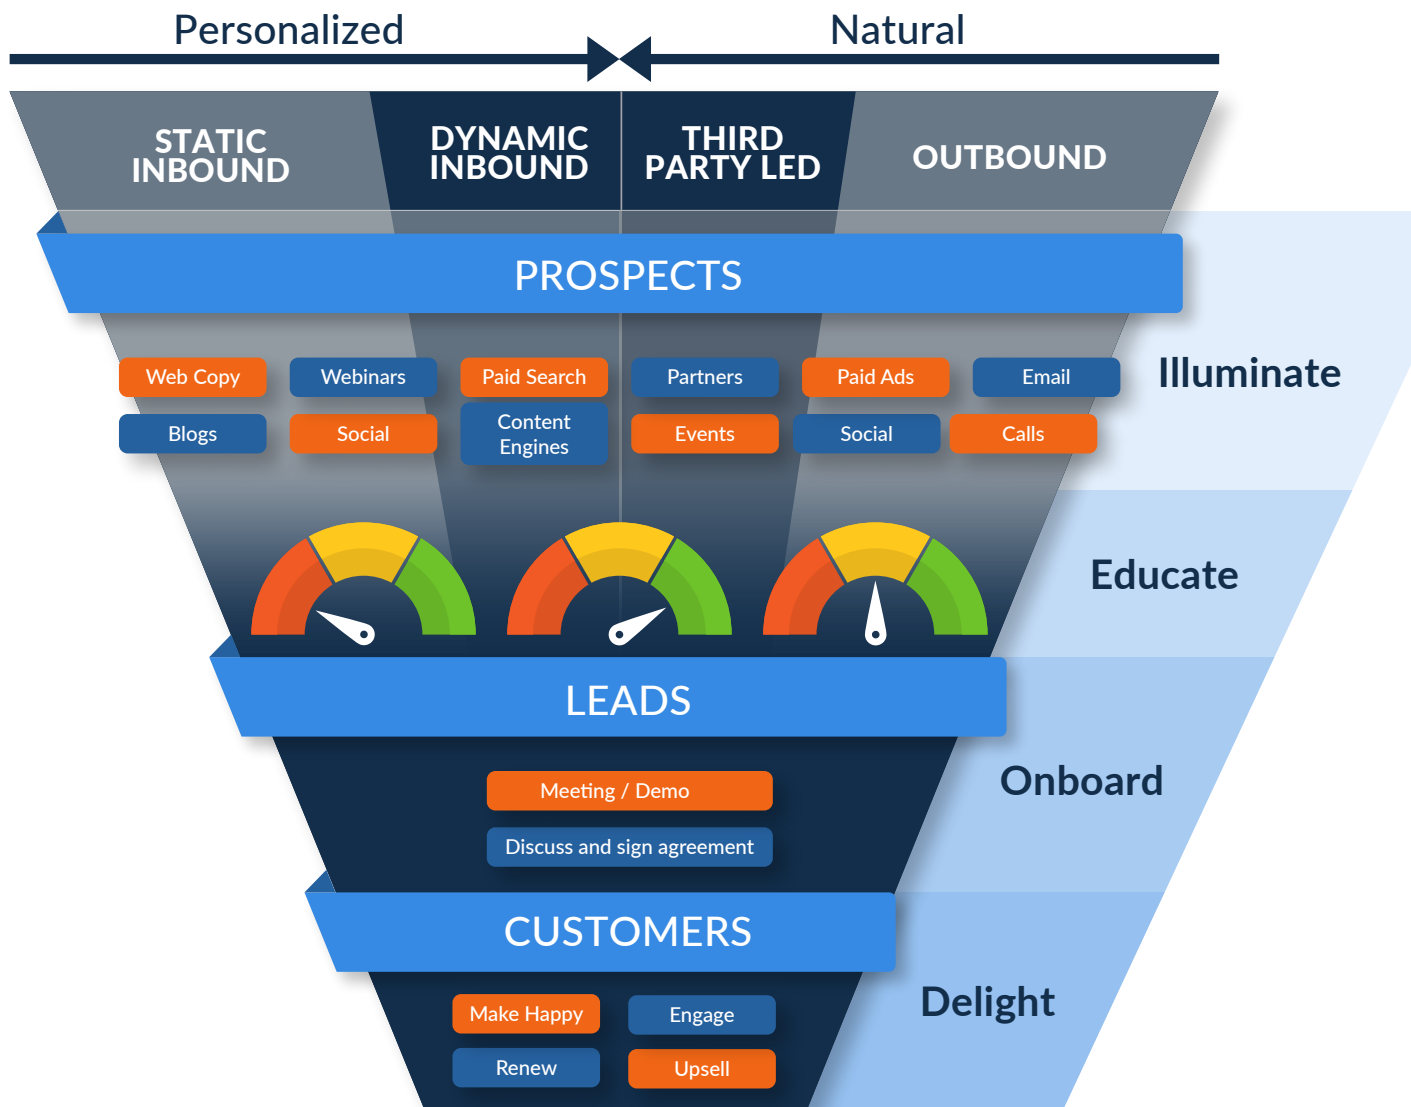 Personalized
Natural
STATIC
INBOUND
DYNAMIC
INBOUND
THIRD
PARTY LED
OUTBOUND
PROSPECTS
Web Copy
Webinars
Paid Search
Partners
Paid Ads
Email
Illuminate
Blogs
Social
Content
Engines
Events
Social
Calls
Educate
LEADS
Meeting / Demo
Onboard
Discuss and sign agreement
CUSTOMERS
Make Happy
Engage
Delight
Renew
Upsell